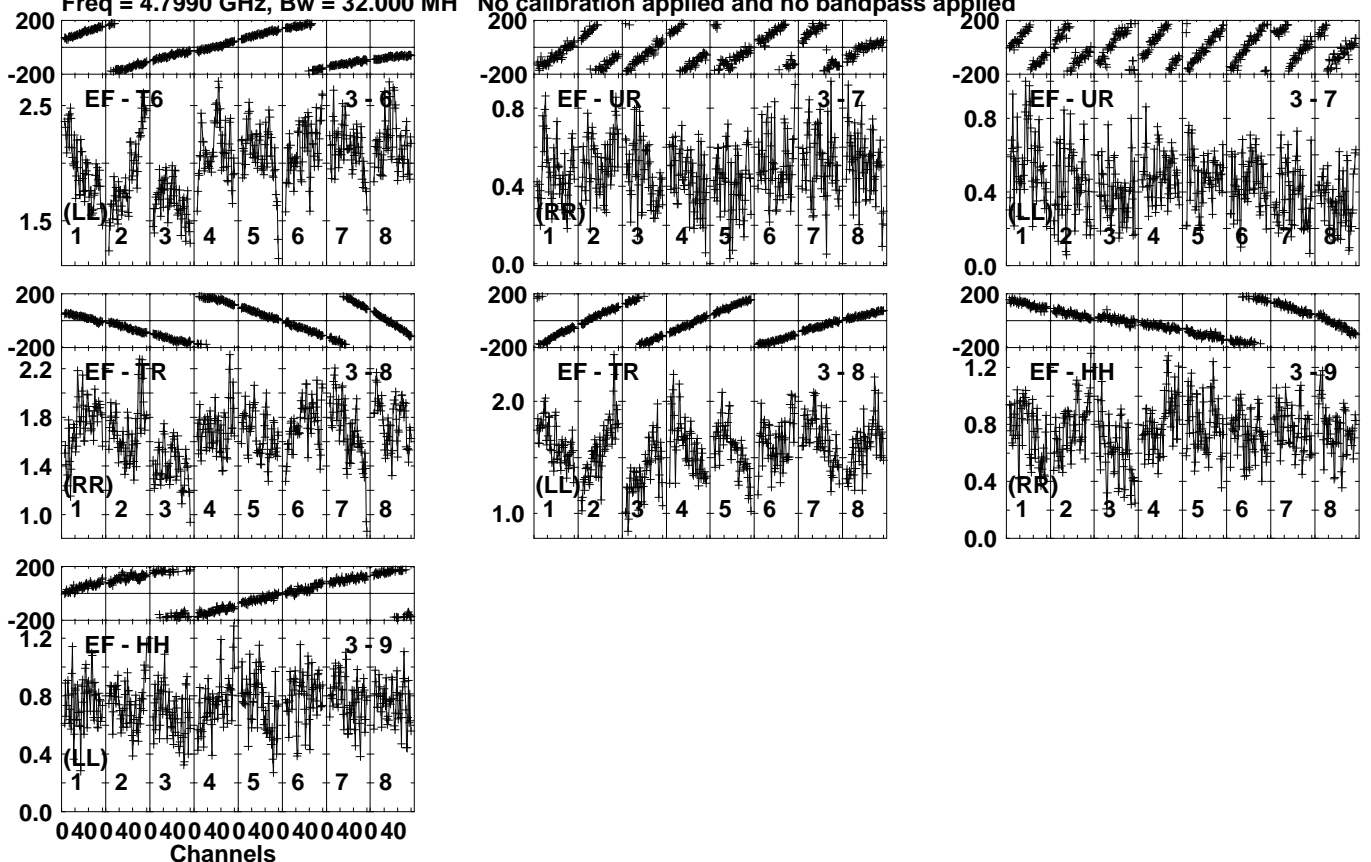 Freq = 4.7990 GHz, Bw = 32.000 MH No calibration applied and no bandpass applied
200
-200
EF - T6 3 - 6
2.5
1.5
(LL)
1 2 3 4 5 6 7 8
200
-200
EF - UR 3 - 7
0.8
0.4
0.0
(RR)
1 2 3 4 5 6 7 8
200
-200
EF - UR 3 - 7
0.8
0.4
0.0
(LL)
1 2 3 4 5 6 7 8
200
-200
EF - TR 3 - 8
2.2
1.8
1.4
1.0
(RR)
1 2 3 4 5 6 7 8
200
-200
EF - TR 3 - 8
2.0
1.0
(LL)
1 2 3 4 5 6 7 8
200
-200
EF - HH 3 - 9
1.2
0.8
0.4
0.0
(RR)
1 2 3 4 5 6 7 8
200
-200
EF - HH 3 - 9
1.2
0.8
0.4
0.0
(LL)
1 2 3 4 5 6 7 8
0 40 0 40 0 40 0 40 0 40 0 40 0 40 0 40
Channels